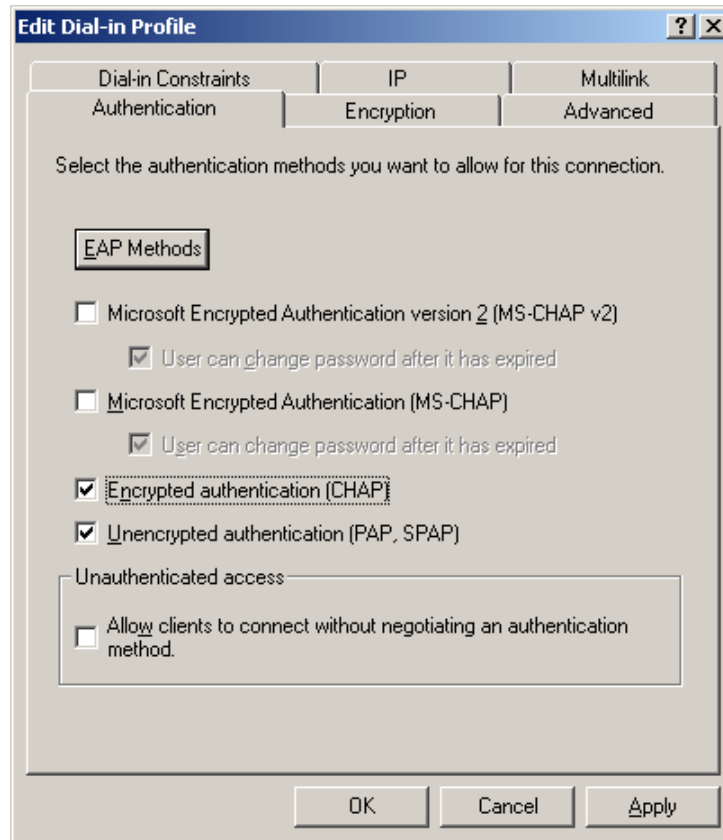 Edit Dial-in Profile
Dial-in Constraints IP Multilink
Authentication Encryption Advanced
Select the authentication methods you want to allow for this connection.
EAP Methods
Microsoft Encrypted Authentication version 2 (MS-CHAP v2)
User can change password after it has expired
Microsoft Encrypted Authentication (MS-CHAP)
User can change password after it has expired
Encrypted authentication (CHAP)
Unencrypted authentication (PAP, SPAP)
Unauthenticated access
Allow clients to connect without negotiating an authentication
method.
OK Cancel Apply